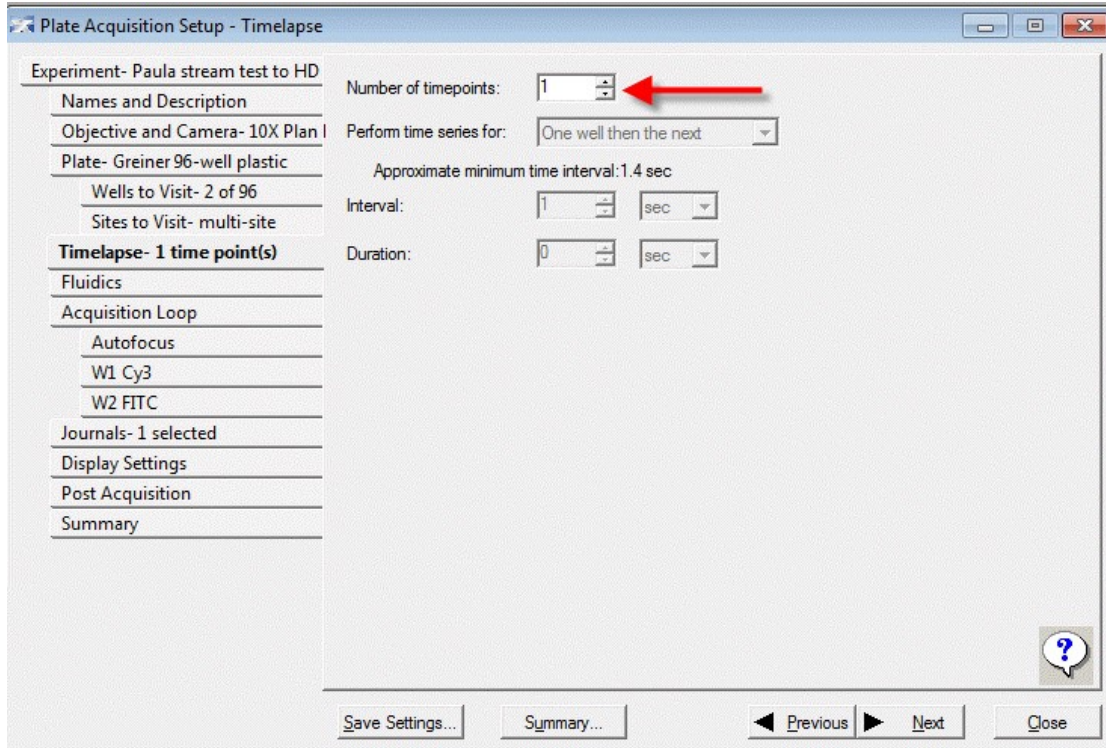 Plate Acquisition Setup - Timelapse
Experiment- Paula stream test to HD
Names and Description
Objective and Camera- 10X Plan
Plate- Greiner 96-well plastic
Wells to Visit- 2 of 96
Sites to Visit- multi-site
Timelapse- 1 time point(s)
Fluidics
Acquisition Loop
Autofocus
W1 Cy3
W2 FITC
Journals- 1 selected
Display Settings
Post Acquisition
Summary
Number of timepoints: 1
Perform time series for: One well then the next
Approximate minimum time interval:1.4 sec
Interval: 1 sec
Duration: 0 sec
?
Save Settings... Summary... Previous Next Close